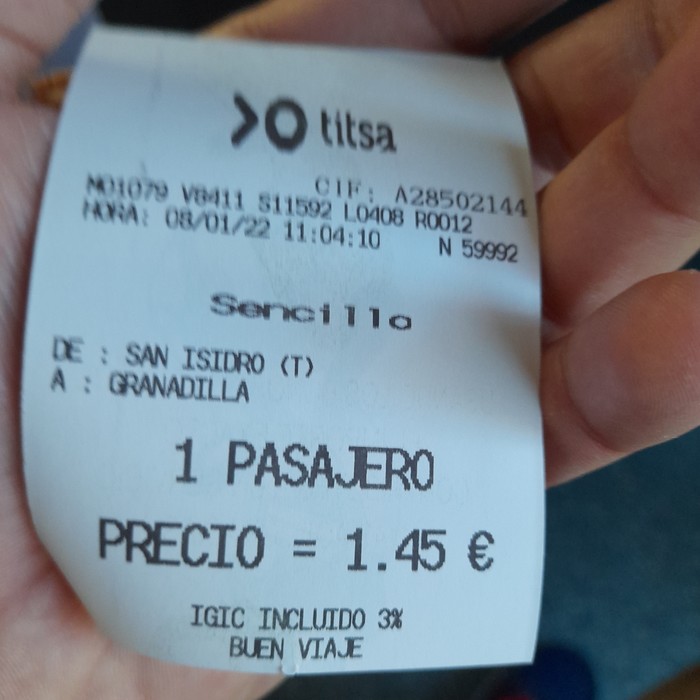 titsa
CIF: A28502144
M01079 V8411 S11592 L0408 R0012
HORA: 08/01/22 11:04:10 N 59992
Sencillo
DE : SAN ISIDRO (T)
A : GRANADILLA
1 PASAJERO
PRECIO = 1.45 €
IGIC INCLUIDO 3%
BUEN VIAJE